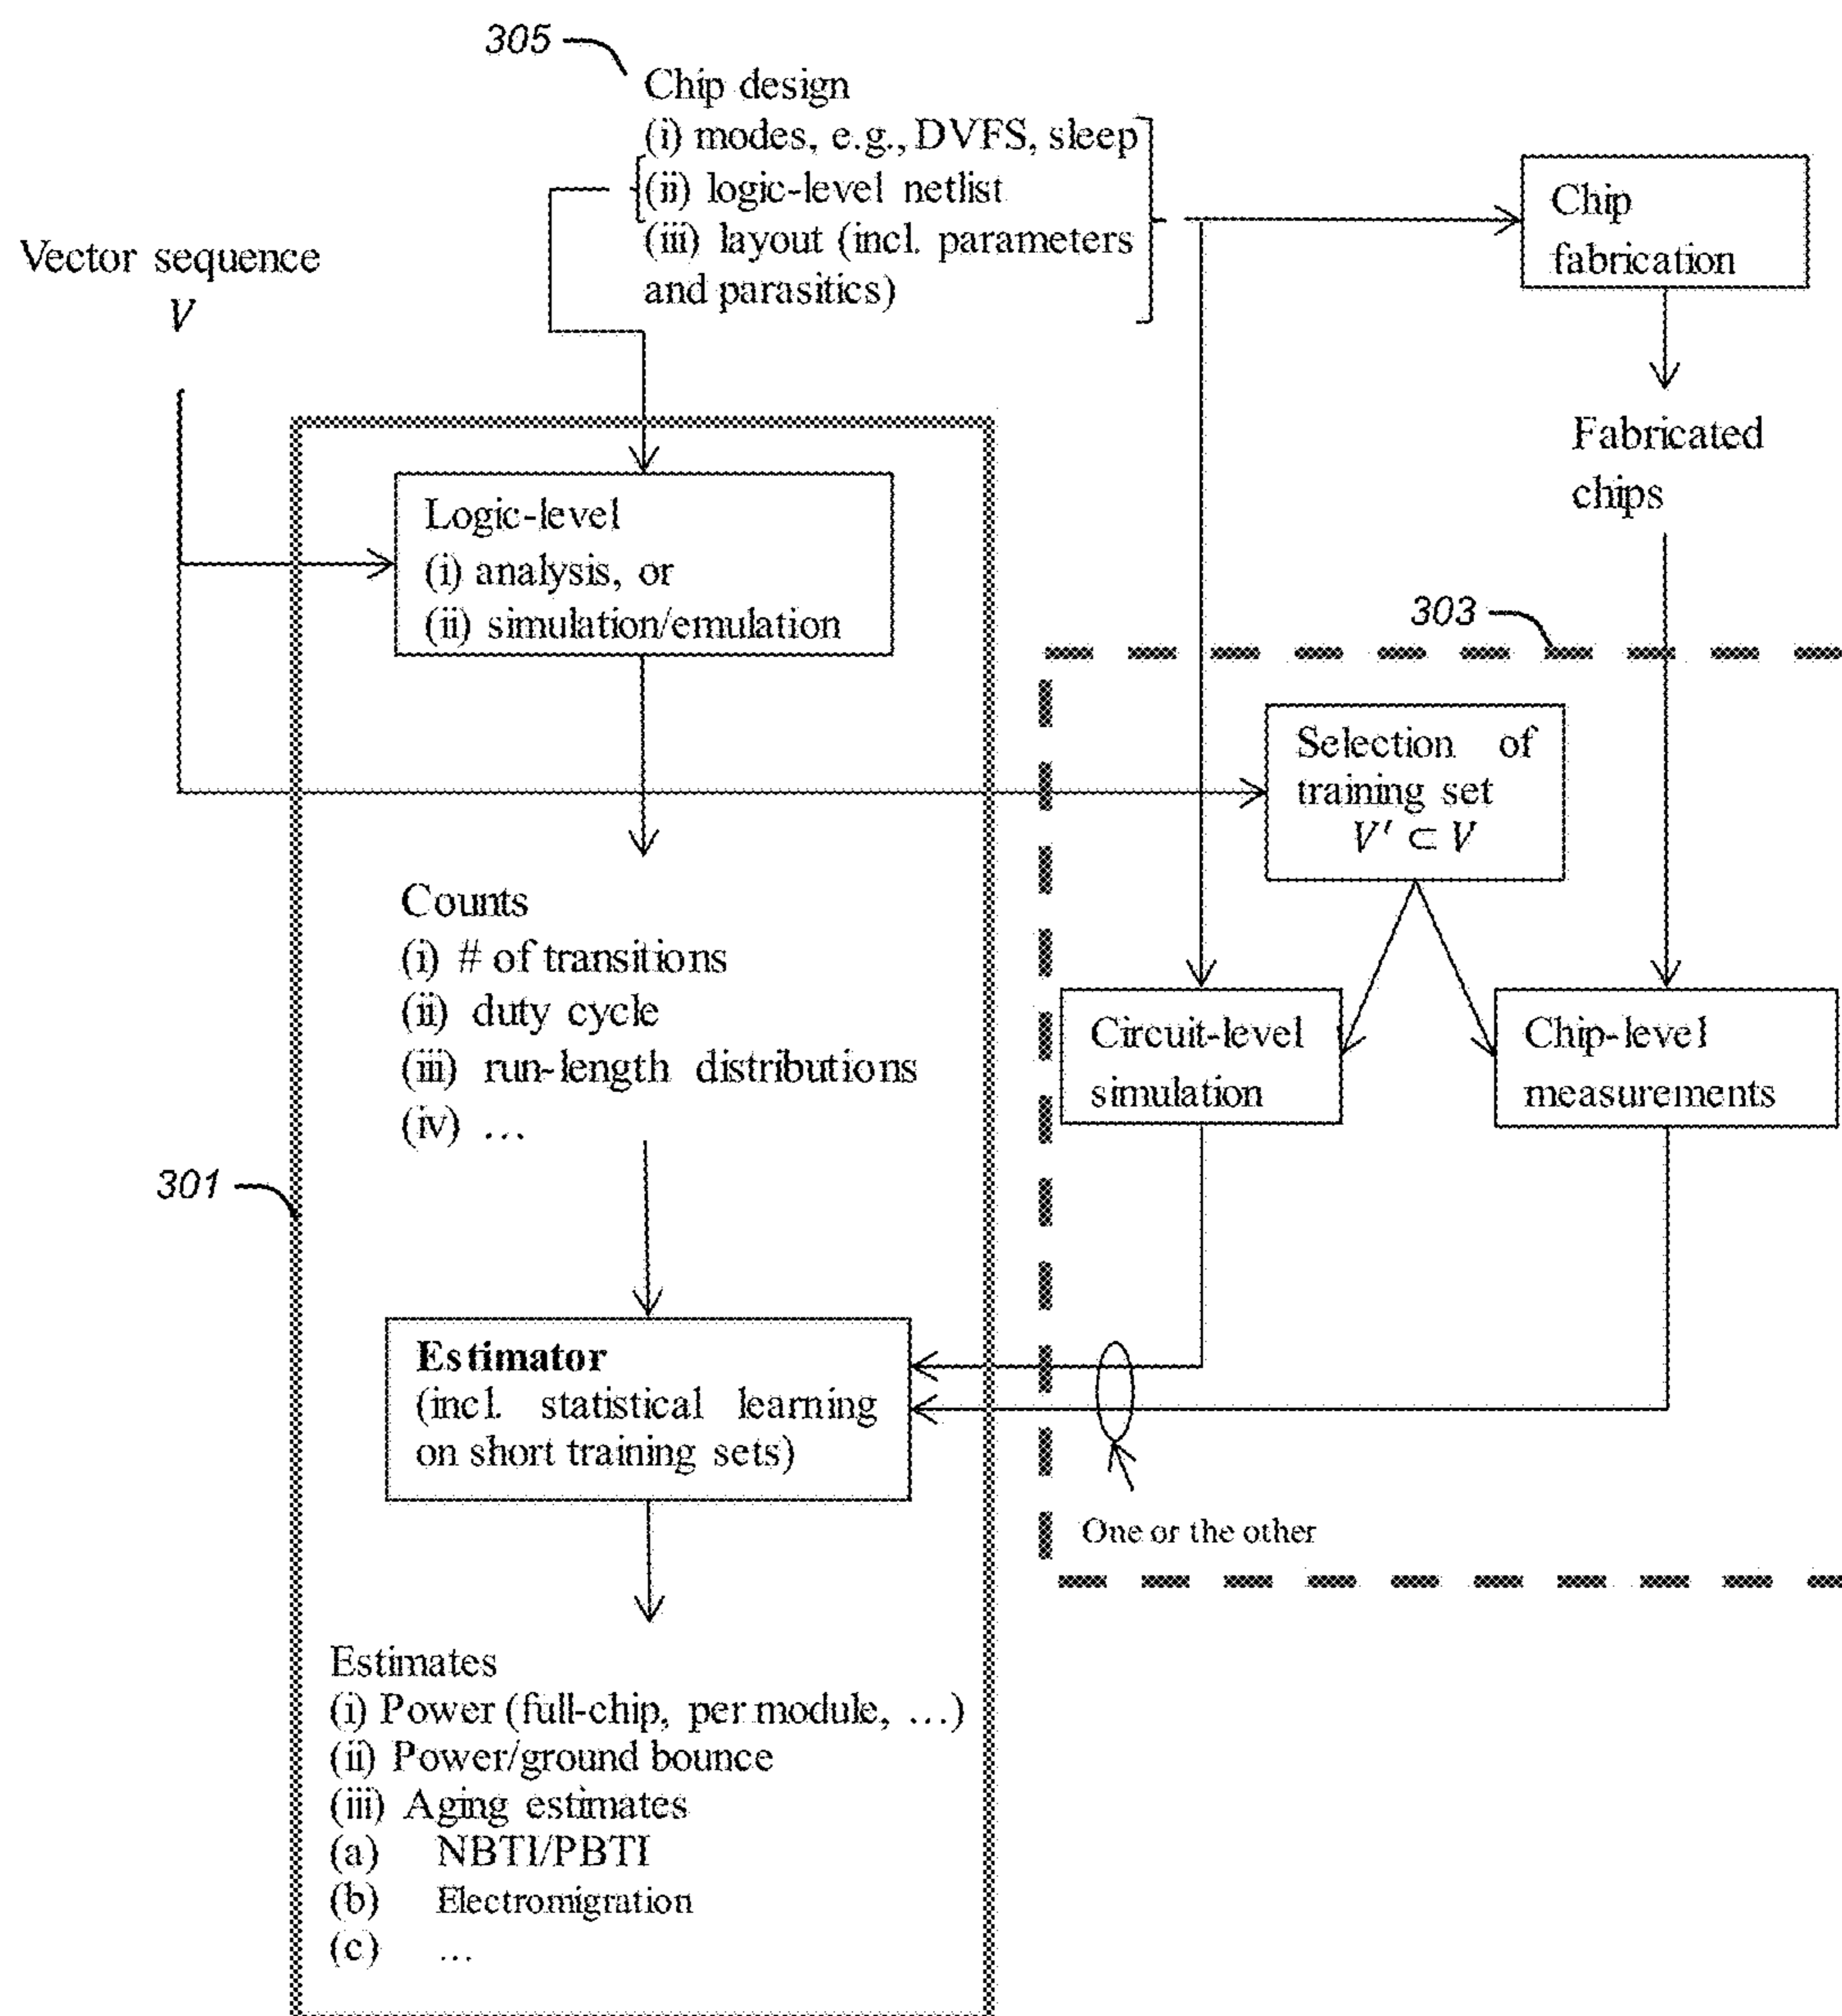 305
Chip design
(i) modes, e.g., DVFS, sleep
(ii) logic-level netlist
(iii) layout (incl. parameters
and parasitics)
Chip
fabrication
Vector sequence
V
Fabricated
chips
Logic-level
(i) analysis, or
(ii) simulation/emulation
303
Selection of
training set
V' ⊂ V
Counts
(i) # of transitions
(ii) duty cycle
(iii) run-length distributions
(iv) ...
Circuit-level
simulation
Chip-level
measurements
301
Estimator
(incl. statistical learning
on short training sets)
One or the other
Estimates
(i) Power (full-chip, per module, ...)
(ii) Power/ground bounce
(iii) Aging estimates
(a) NBTI/PBTI
(b) Electromigration
(c) ...